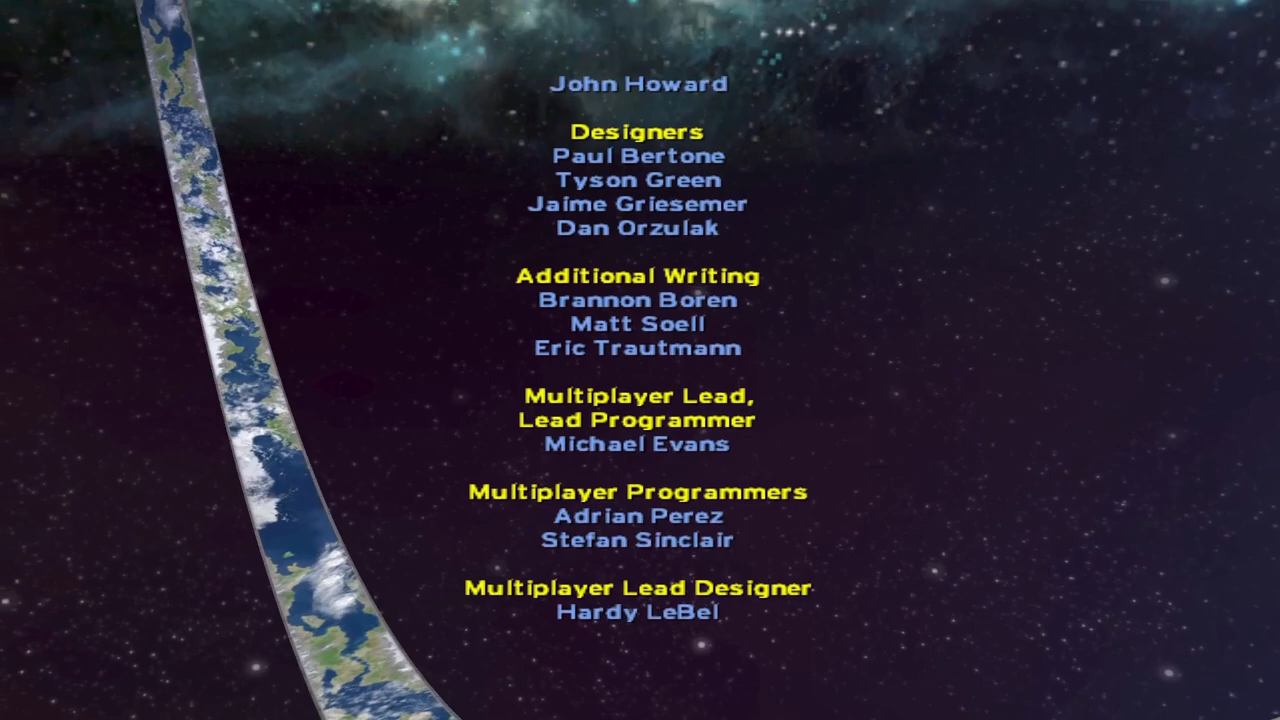 John Howard
Designers
Paul Bertone
Tyson Green
Jaime Griesemer
Dan Orzulak
Additional Writing
Brannon Boren
Matt Soell
Eric Trautmann
Multiplayer Lead,
Lead Programmer
Michael Evans
Multiplayer Programmers
Adrian Perez
Stefan Sinclair
Multiplayer Lead Designer
Hardy LeBel